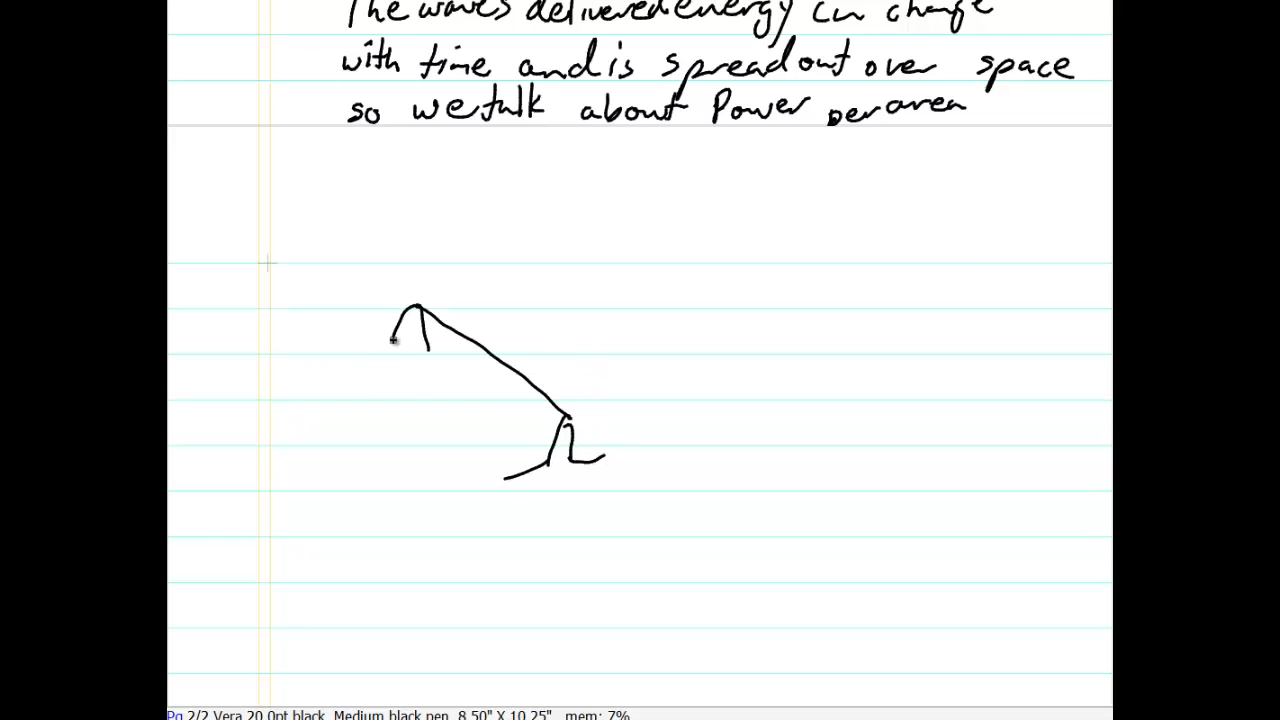 The waves delivered energy can change
with time and is spread out over space
so we talk about Power per area
Pg 2/2 Vera 20.0pt black Medium black pen 8.50" X 10.25" mem: 7%